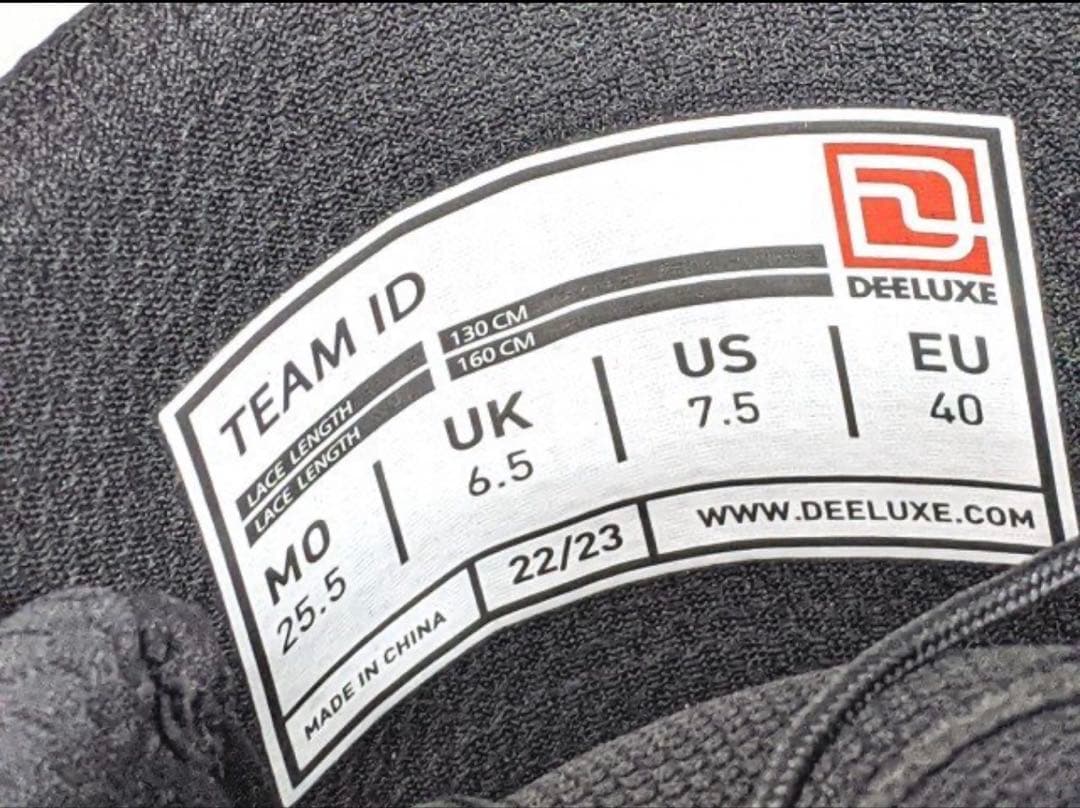 DEELUXE
TEAM ID
LACE LENGTH 130 CM
LACE LENGTH 160 CM
MO UK US EU
25.5 6.5 7.5 40
MADE IN CHINA 22/23 WWW.DEELUXE.COM